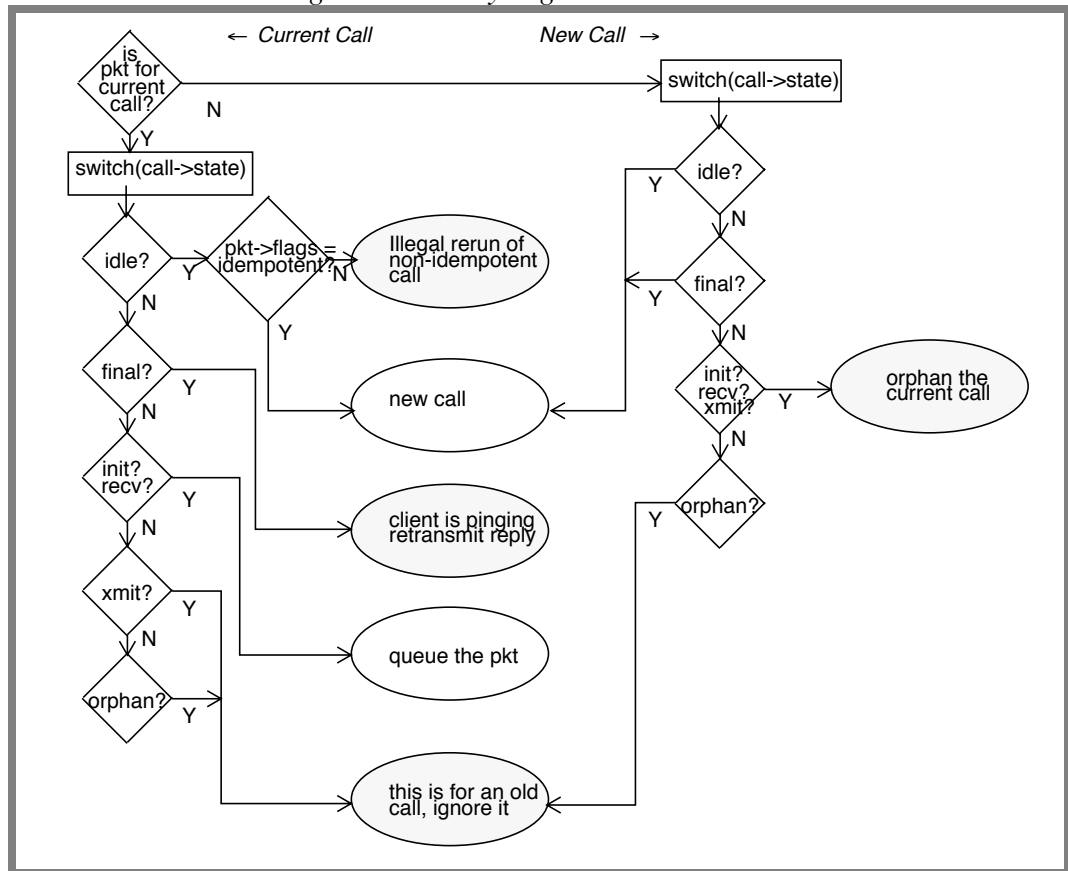 ← Current Call
New Call →
is
pkt for
current
call?
N
Y
switch(call->state)
switch(call->state)
idle?
Y
N
pkt->flags =
idempotent?
N
Y
Illegal rerun of
non-idempotent
call
final?
Y
N
new call
init?
recv?
Y
N
client is pinging
retransmit reply
xmit?
Y
N
queue the pkt
orphan?
Y
this is for an old
call, ignore it
idle?
Y
N
final?
Y
N
init?
recv?
xmit?
Y
N
orphan the
current call
orphan?
Y